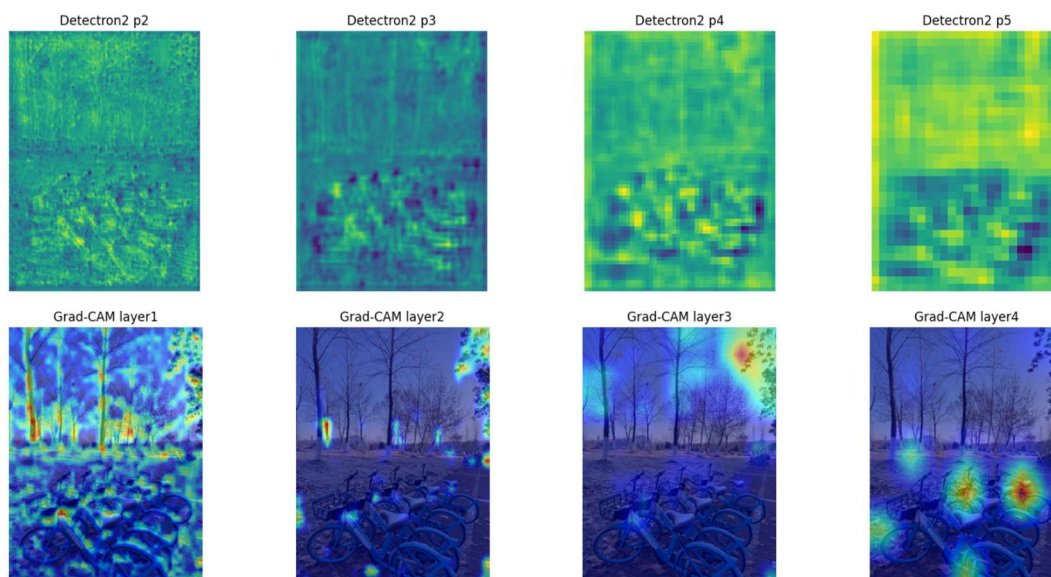 Detectron2 p2
Detectron2 p3
Detectron2 p4
Detectron2 p5
Grad-CAM layer1
Grad-CAM layer2
Grad-CAM layer3
Grad-CAM layer4